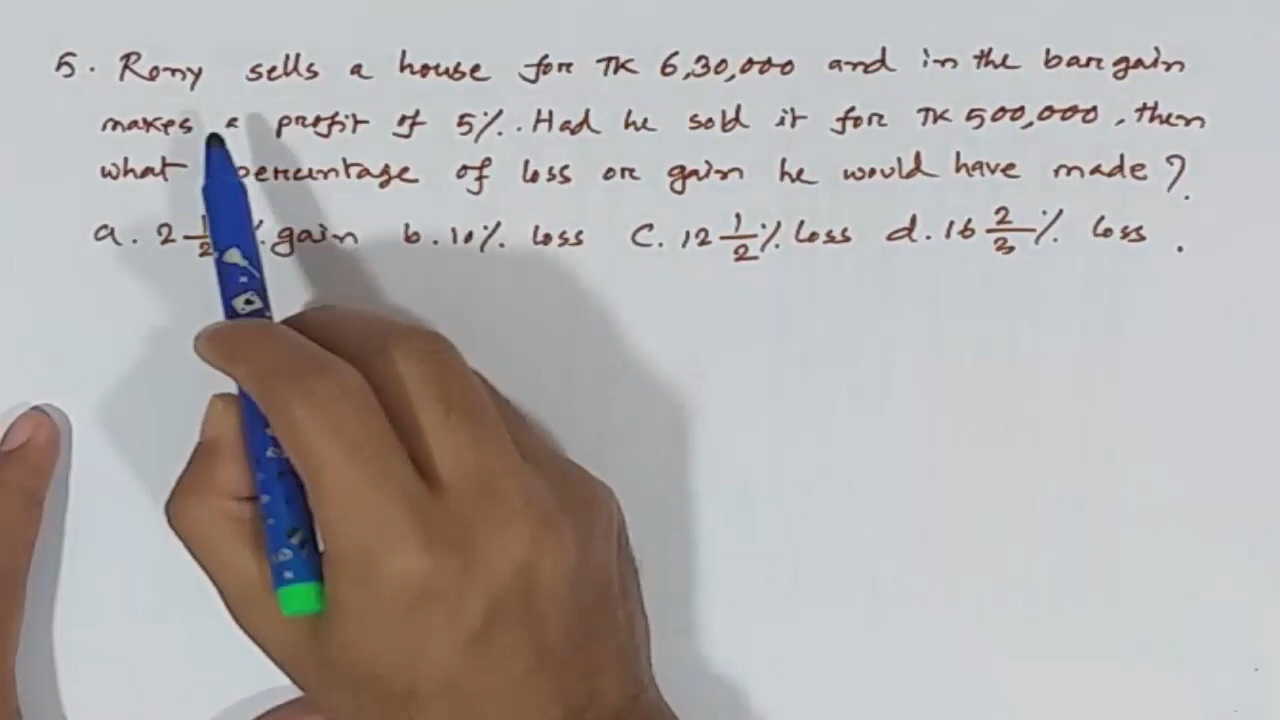 5. Rony sells a house for TK 6,30,000 and in the bargain
makes a profit of 5%. Had he sold it for TK 500,000, then
what percentage of loss or gain he would have made?
a. 2 1/2 % gain b. 10% loss C. 12 1/2 % loss d. 16 2/3 % loss.